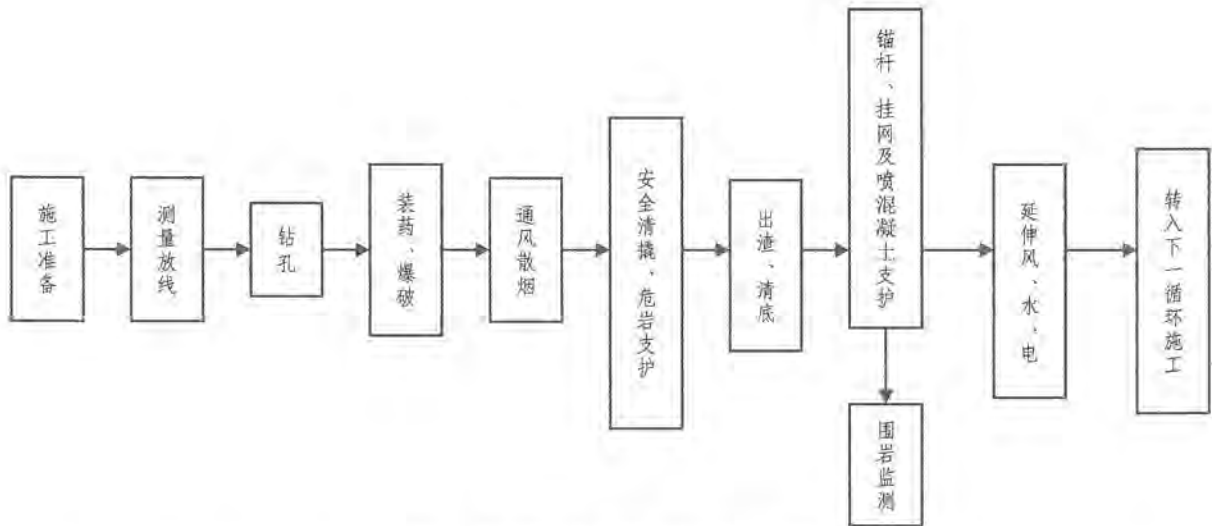 施工准备
测量放线
钻孔
装药、爆破
通风散烟
安全清撬、危岩支护
出渣、清底
锚杆、挂网及喷混凝土支护
围岩监测
延伸风、水、电
转入下一循环施工